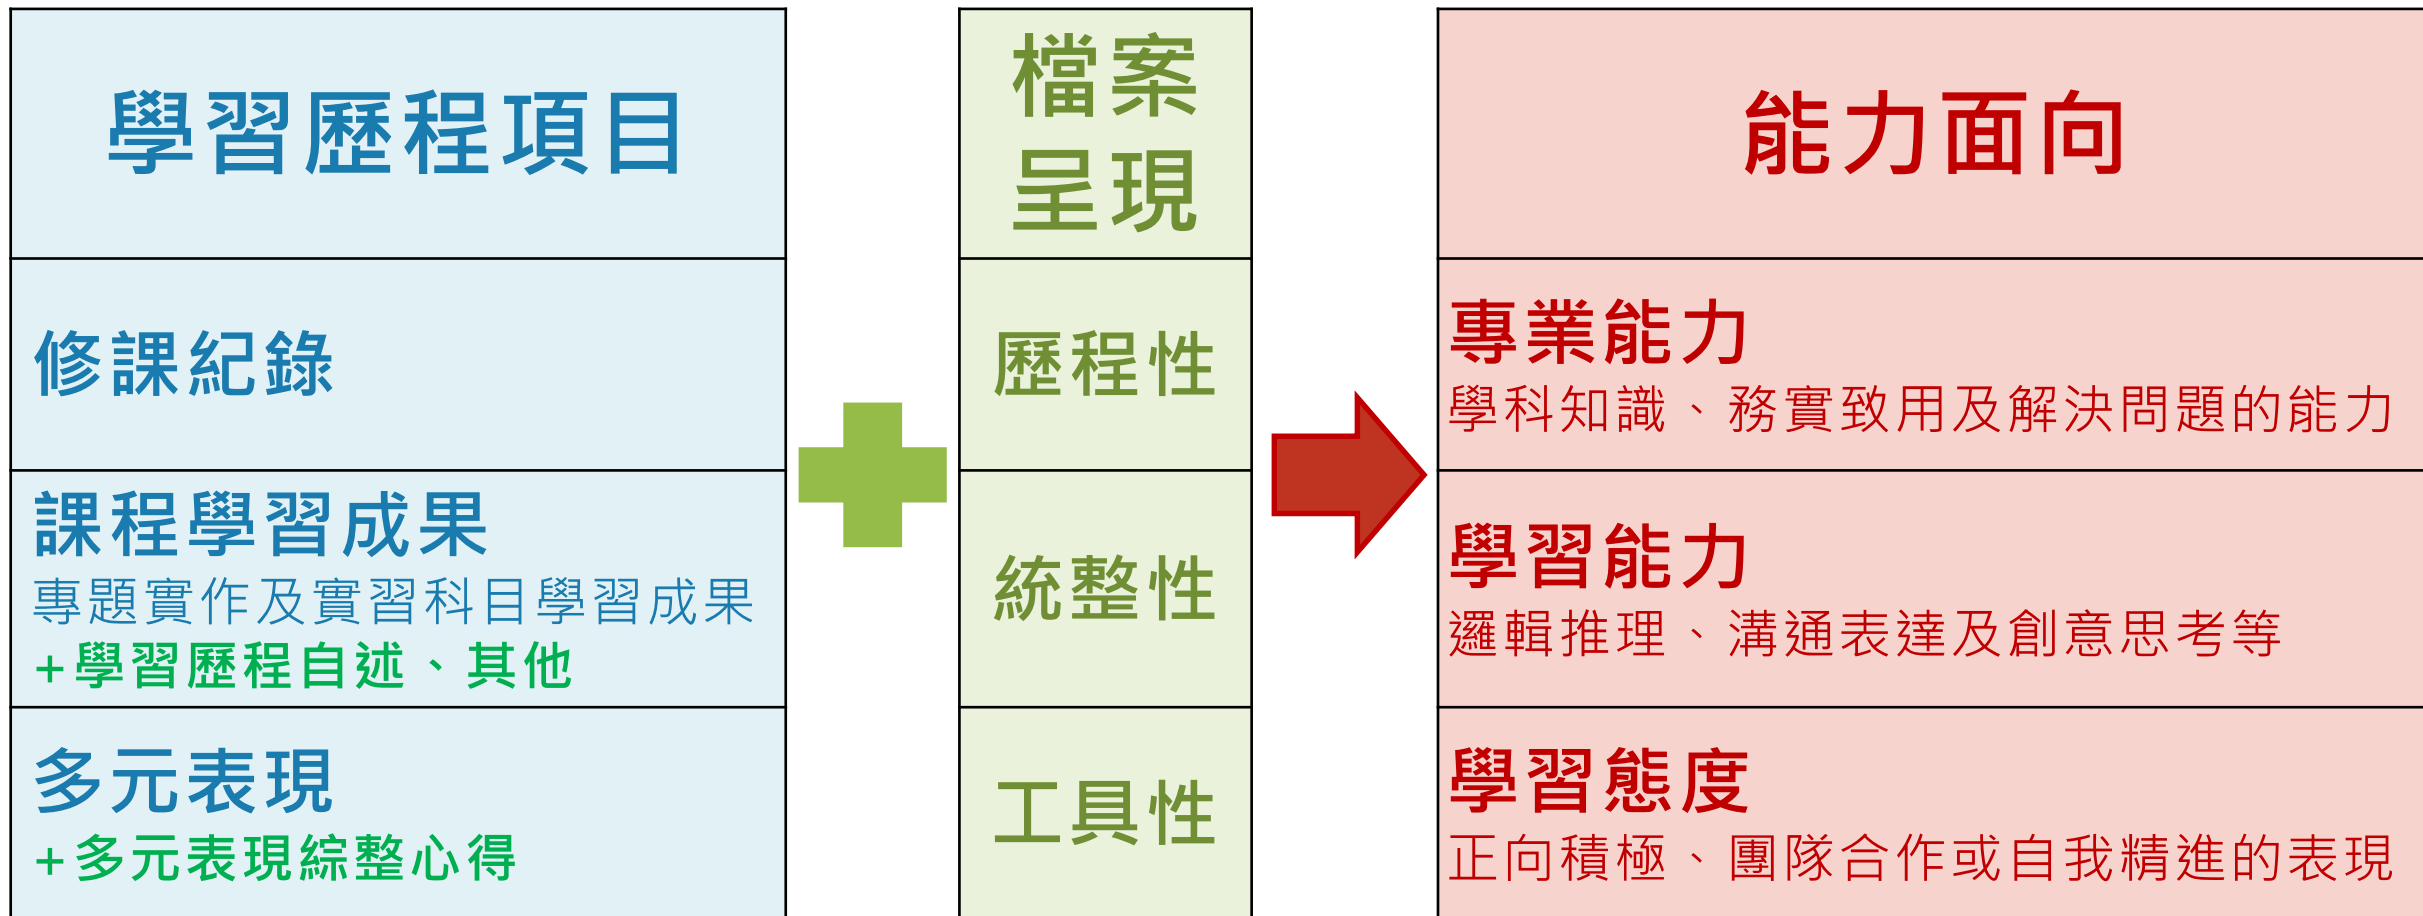 學習歷程項目
修課紀錄
課程學習成果
專題實作及實習科目學習成果
+學習歷程自述、其他
多元表現
+多元表現綜整心得
檔案
呈現
歷程性
統整性
工具性
能力面向
專業能力
學科知識、務實致用及解決問題的能力
學習能力
邏輯推理、溝通表達及創意思考等
學習態度
正向積極、團隊合作或自我精進的表現